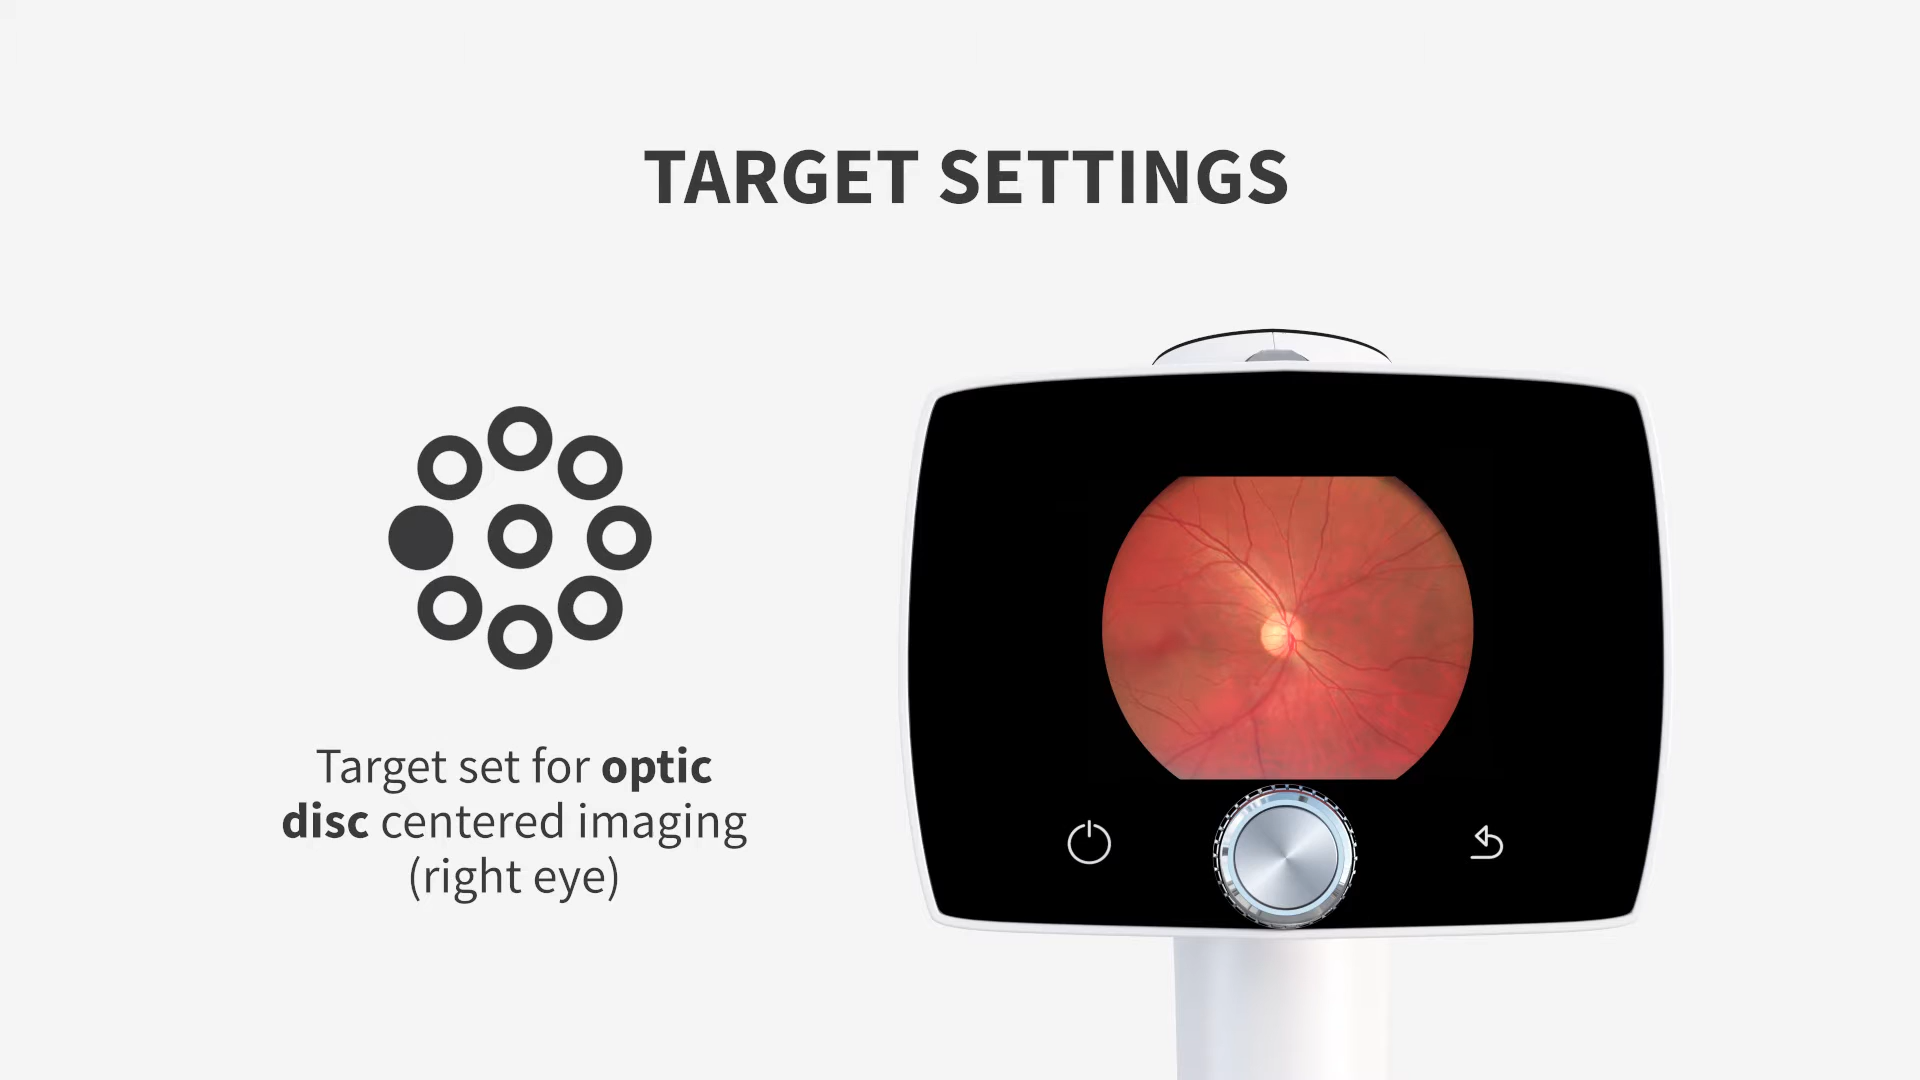 TARGET SETTINGS
Target set for optic
disc centered imaging
(right eye)